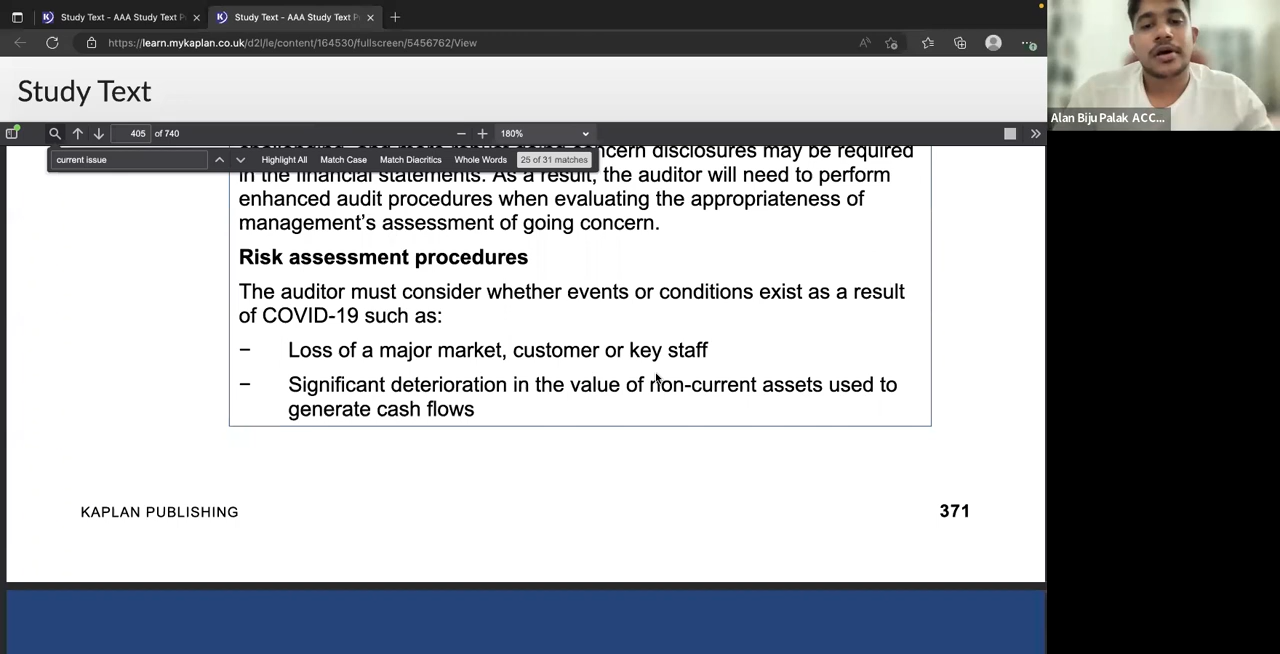 Study Text - AAA Study Text P
Study Text - AAA Study Text P
https://learn.mykaplan.co.uk/d2l/le/content/164530/fullscreen/5456762/View
Alan Biju Palak ACC...
Study Text
405 of 740
180%
current issue
Highlight All Match Case Match Diacritics Whole Words 25 of 31 matches
concern disclosures may be required
in the financial statements. As a result, the auditor will need to perform
enhanced audit procedures when evaluating the appropriateness of
management's assessment of going concern.
Risk assessment procedures
The auditor must consider whether events or conditions exist as a result
of COVID-19 such as:
– Loss of a major market, customer or key staff
– Significant deterioration in the value of non-current assets used to
generate cash flows
KAPLAN PUBLISHING
371